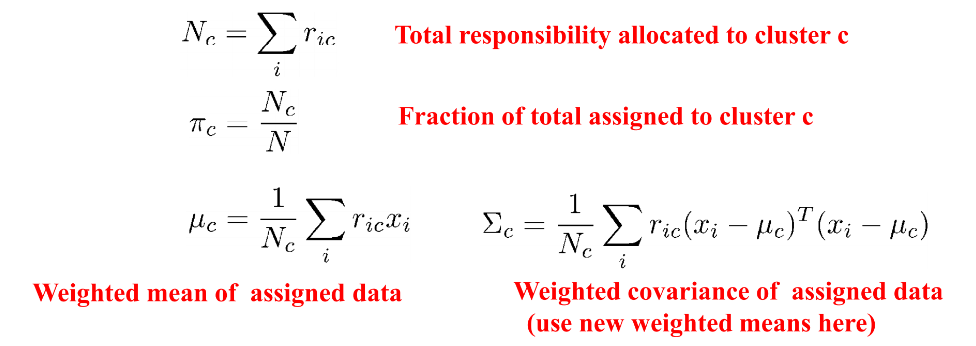 N_c = \sum_i r_{ic} Total responsibility allocated to cluster c
\pi_c = \frac{N_c}{N} Fraction of total assigned to cluster c
\mu_c = \frac{1}{N_c} \sum_i r_{ic} x_i \Sigma_c = \frac{1}{N_c} \sum_i r_{ic} (x_i - \mu_c)^T (x_i - \mu_c)
Weighted mean of assigned data Weighted covariance of assigned data
(use new weighted means here)